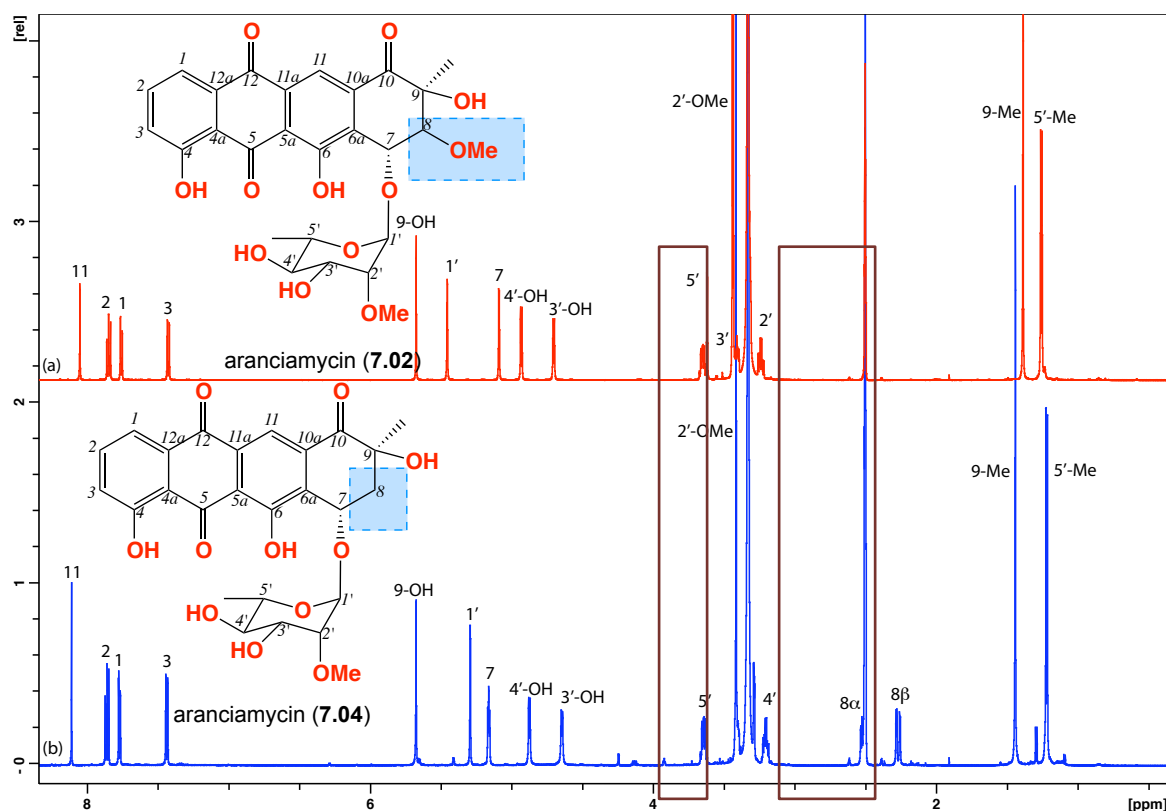 [rel]
O
O
1
11
12
12a
11a
10a
10
2
9
OH
8
3
4a
5
5a
6
6a
7
OMe
4
OH
O
OH
O
5'
O
1'
HO
4'
3'
2'
HO
OMe
aranciamycin (7.02)
(a)
11
2
1
3
9-OH
1′
7
4′-OH
3′-OH
5′
3′
2′-OMe
2′
9-Me
5′-Me
O
O
1
11
12
12a
11a
10a
10
2
9
OH
8
3
4a
5
5a
6
6a
7
4
OH
O
OH
O
5'
O
1'
HO
4'
3'
2'
HO
OMe
aranciamycin (7.04)
(b)
11
2
1
3
9-OH
1′
7
4′-OH
3′-OH
5′
2′-OMe
4′
8α
8β
9-Me
5′-Me
3
2
1
0
8
6
4
2
[ppm]